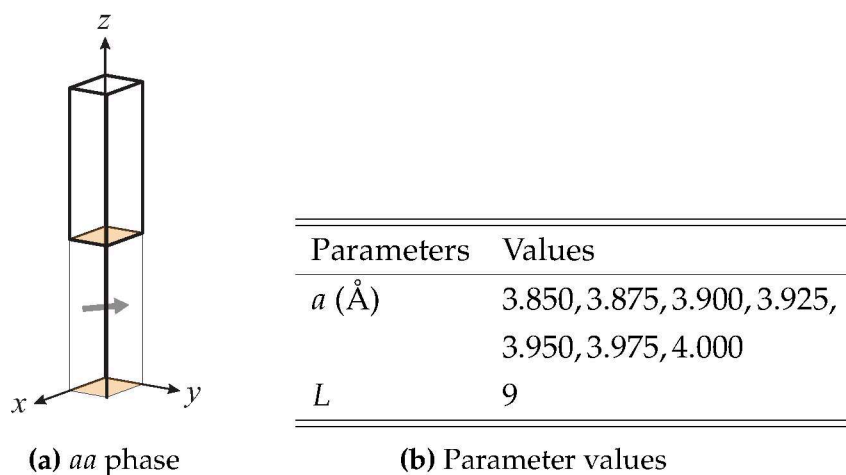 z
x
y
(a) aa phase
Parameters Values
a (Å) 3.850, 3.875, 3.900, 3.925,
3.950, 3.975, 4.000
L 9
(b) Parameter values